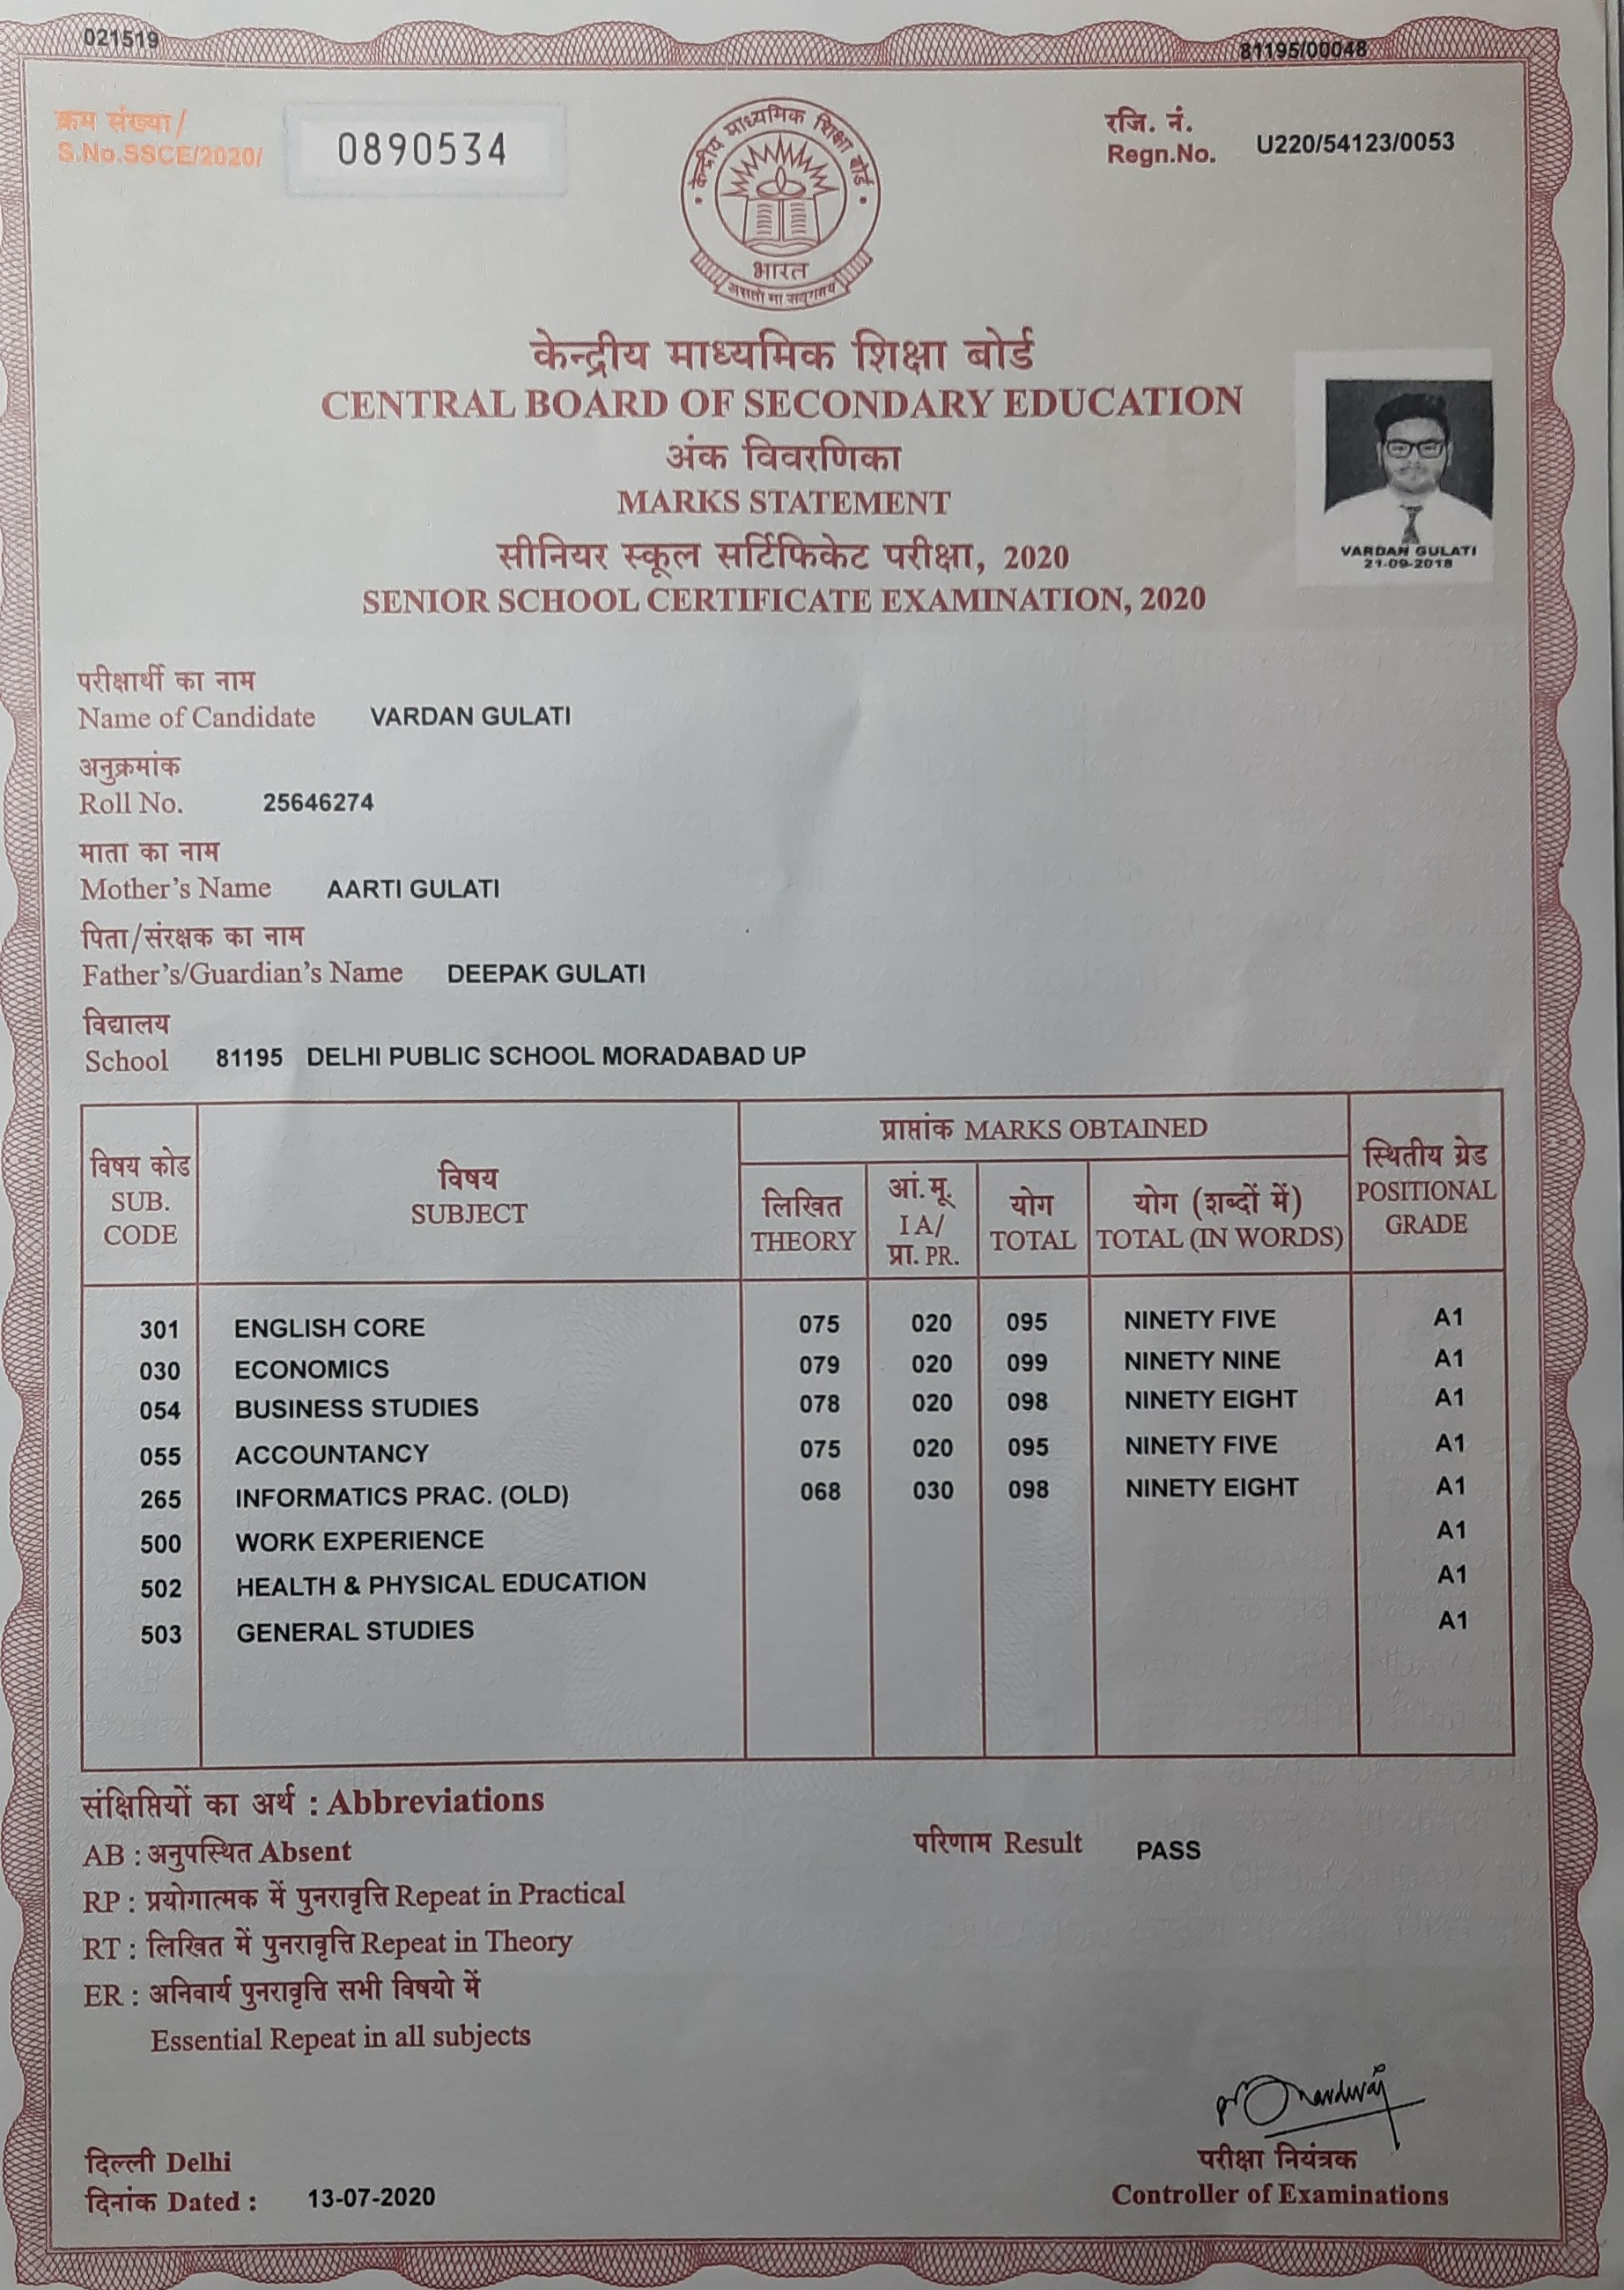 021519
81195/00048
क्रम संख्या/
S.No.SSCE/2020/
0890534
रजि. नं.
Regn.No. U220/54123/0053
केन्द्रीय माध्यमिक शिक्षा बोर्ड
भारत
असतो मा सद्गमय
केन्द्रीय माध्यमिक शिक्षा बोर्ड
CENTRAL BOARD OF SECONDARY EDUCATION
अंक विवरणिका
MARKS STATEMENT
सीनियर स्कूल सर्टिफिकेट परीक्षा, 2020
SENIOR SCHOOL CERTIFICATE EXAMINATION, 2020
VARDAN GULATI
21-09-2018
परीक्षार्थी का नाम
Name of Candidate VARDAN GULATI
अनुक्रमांक
Roll No. 25646274
माता का नाम
Mother's Name AARTI GULATI
पिता/संरक्षक का नाम
Father's/Guardian's Name DEEPAK GULATI
विद्यालय
School 81195 DELHI PUBLIC SCHOOL MORADABAD UP
विषय कोड
SUB.
CODE
विषय
SUBJECT
प्राप्तांक MARKS OBTAINED
लिखित
THEORY
आं.मू.
I A/
प्रा. PR.
योग
TOTAL
योग (शब्दों में)
TOTAL (IN WORDS)
स्थितीय ग्रेड
POSITIONAL
GRADE
301 ENGLISH CORE 075 020 095 NINETY FIVE A1
030 ECONOMICS 079 020 099 NINETY NINE A1
054 BUSINESS STUDIES 078 020 098 NINETY EIGHT A1
055 ACCOUNTANCY 075 020 095 NINETY FIVE A1
265 INFORMATICS PRAC. (OLD) 068 030 098 NINETY EIGHT A1
500 WORK EXPERIENCE A1
502 HEALTH & PHYSICAL EDUCATION A1
503 GENERAL STUDIES A1
संक्षिप्तियों का अर्थ : Abbreviations
AB : अनुपस्थित Absent
परिणाम Result PASS
RP : प्रयोगात्मक में पुनरावृत्ति Repeat in Practical
RT : लिखित में पुनरावृत्ति Repeat in Theory
ER : अनिवार्य पुनरावृत्ति सभी विषयो में
Essential Repeat in all subjects
दिल्ली Delhi
दिनांक Dated : 13-07-2020
परीक्षा नियंत्रक
Controller of Examinations